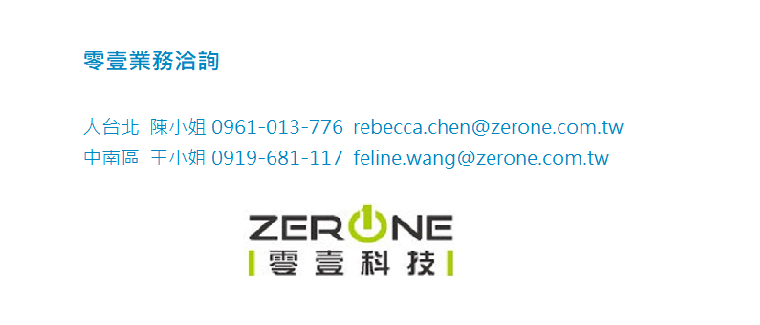 零壹業務洽詢
大台北 陳小姐 0961-013-776 rebecca.chen@zerone.com.tw
中南區 王小姐 0919-681-117 feline.wang@zerone.com.tw
ZERONE
零壹科技